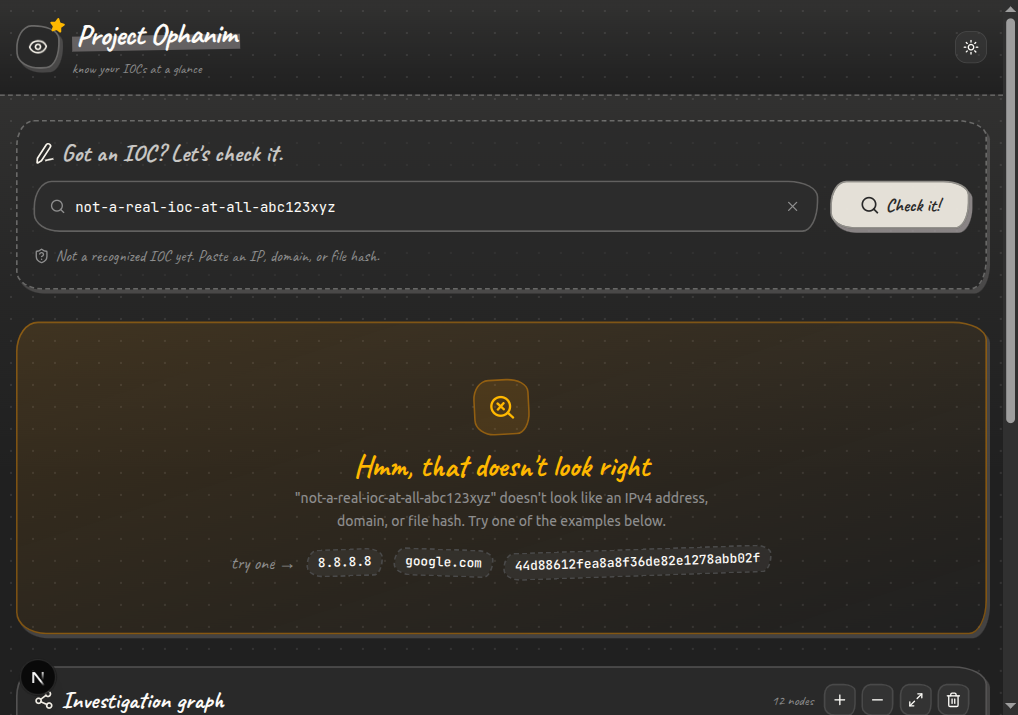 Project Ophanim
know your IOCs at a glance
Got an IOC? Let's check it.
not-a-real-ioc-at-all-abc123xyz
Check it!
Not a recognized IOC yet. Paste an IP, domain, or file hash.
Hmm, that doesn't look right
"not-a-real-ioc-at-all-abc123xyz" doesn't look like an IPv4 address,
domain, or file hash. Try one of the examples below.
try one → 8.8.8.8 google.com 44d88612fea8a8f36de82e1278abb02f
N
Investigation graph
12 nodes